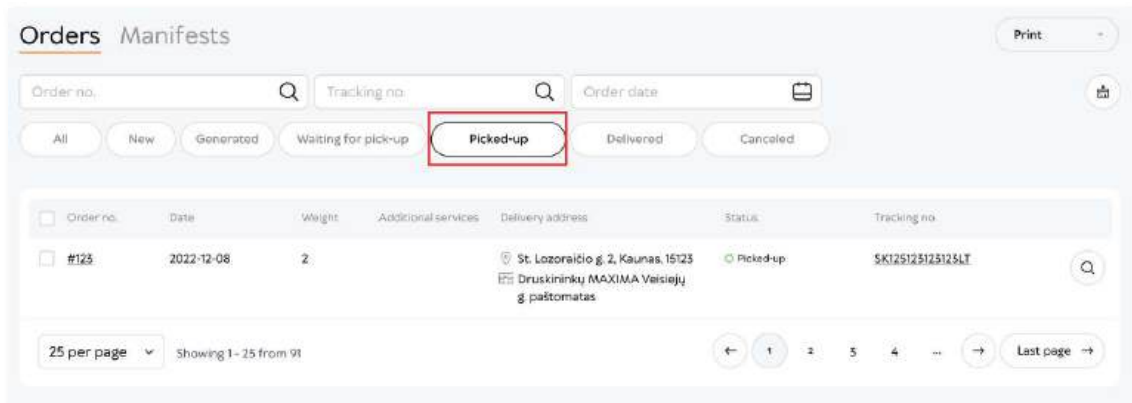 Orders Manifests Print
Order no. Tracking no. Order date
All New Generated Waiting for pick-up Picked-up Delivered Canceled
Order no. Date Weight Additional services Delivery address Status Tracking no.
#123 2022-12-08 2 St. Lozoraičio g. 2, Kaunas, 15123 Picked-up SK123123123123LT
Druskininkų MAXIMA Veisiejų
g. paštomatas
25 per page Showing 1 - 25 from 91 1 2 3 4 ... Last page